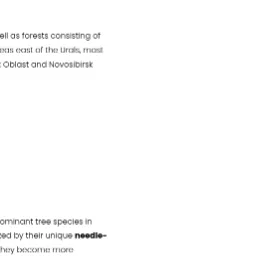 ell as forests consisting of
eas east of the Urals, most
Oblast and Novosibirsk
ominant tree species in
zed by their unique needle-
hey become more